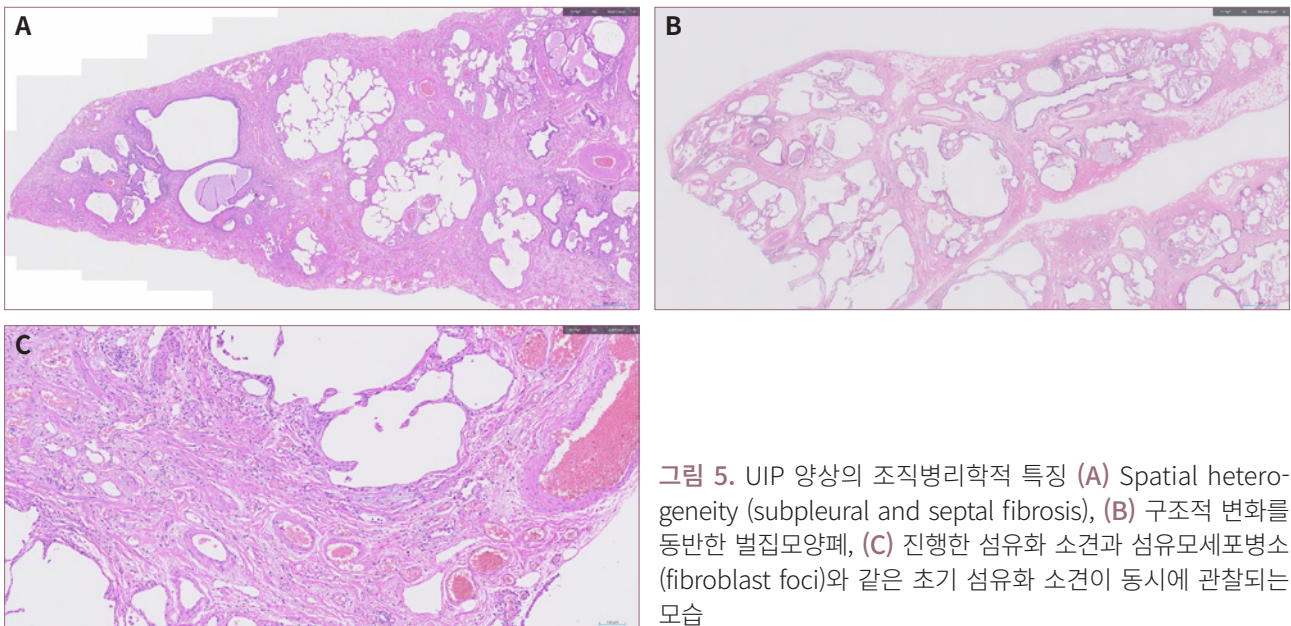 A
B
C
그림 5. UIP 양상의 조직병리학적 특징 (A) Spatial hetero-
geneity (subpleural and septal fibrosis), (B) 구조적 변화를
동반한 벌집모양폐, (C) 진행한 섬유화 소견과 섬유모세포병소
(fibroblast foci)와 같은 초기 섬유화 소견이 동시에 관찰되는
모습